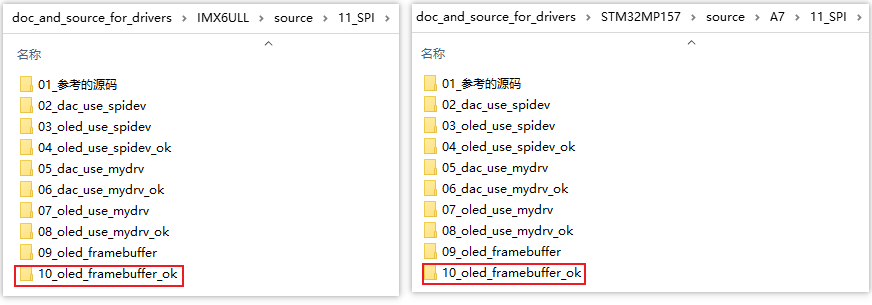 doc_and_source_for_drivers > IMX6ULL > source > 11_SPI >
名称
01_参考的源码
02_dac_use_spidev
03_oled_use_spidev
04_oled_use_spidev_ok
05_dac_use_mydrv
06_dac_use_mydrv_ok
07_oled_use_mydrv
08_oled_use_mydrv_ok
09_oled_framebuffer
10_oled_framebuffer_ok
doc_and_source_for_drivers > STM32MP157 > source > A7 > 11_SPI >
名称
01_参考的源码
02_dac_use_spidev
03_oled_use_spidev
04_oled_use_spidev_ok
05_dac_use_mydrv
06_dac_use_mydrv_ok
07_oled_use_mydrv
08_oled_use_mydrv_ok
09_oled_framebuffer
10_oled_framebuffer_ok